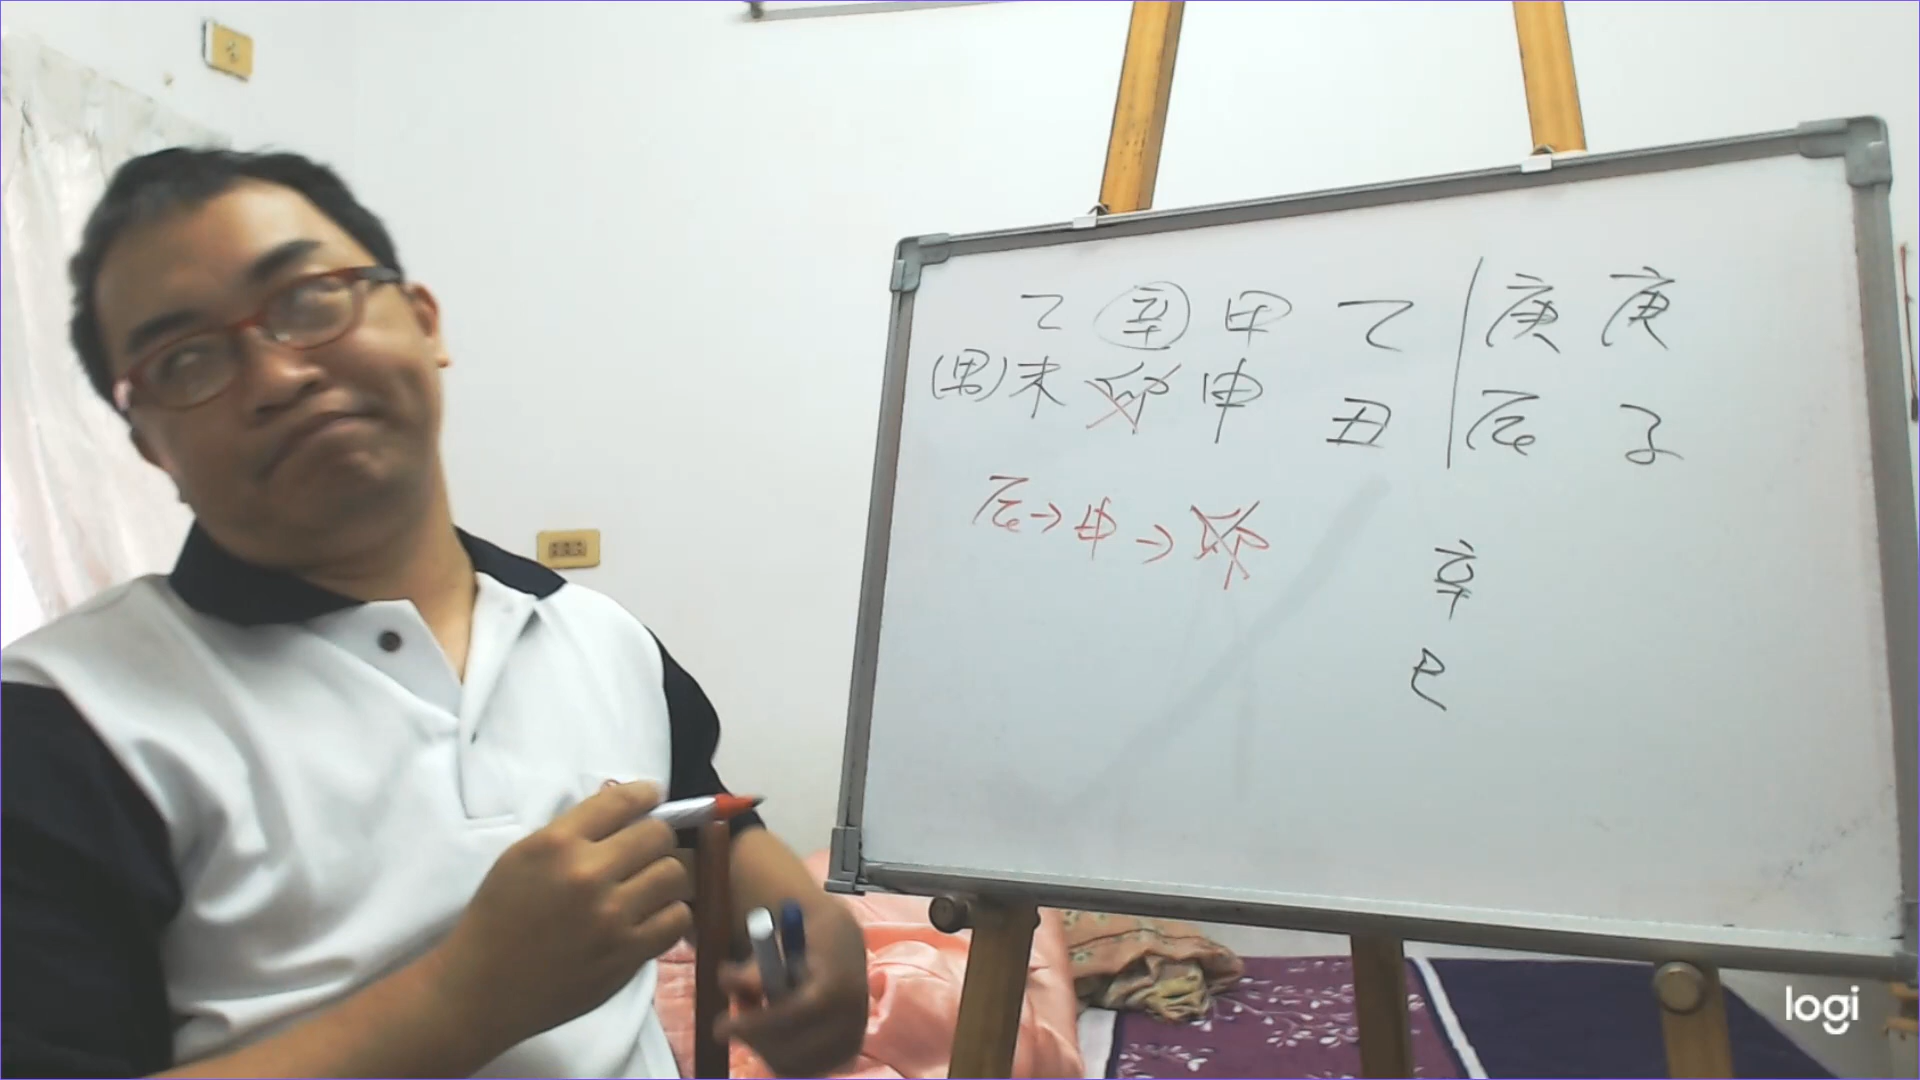 乙 辛 甲 乙 庚 庚
(男) 未 卯 申 丑 辰 子
辰→申→卯
辛
巳
logi